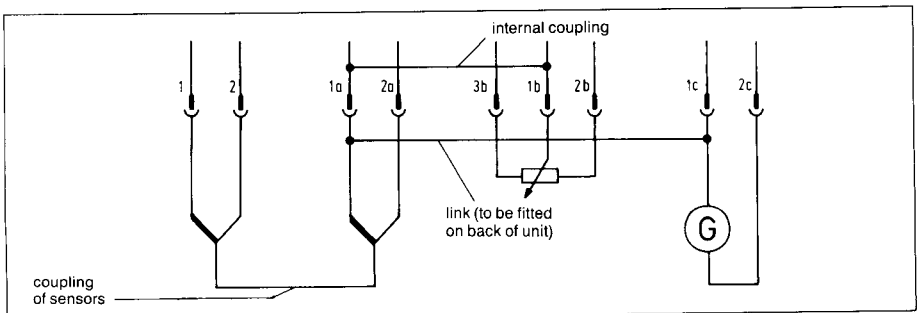 internal coupling
1 2 1a 2a 3b 1b 2b 1c 2c
link (to be fitted
on back of unit)
G
coupling
of sensors